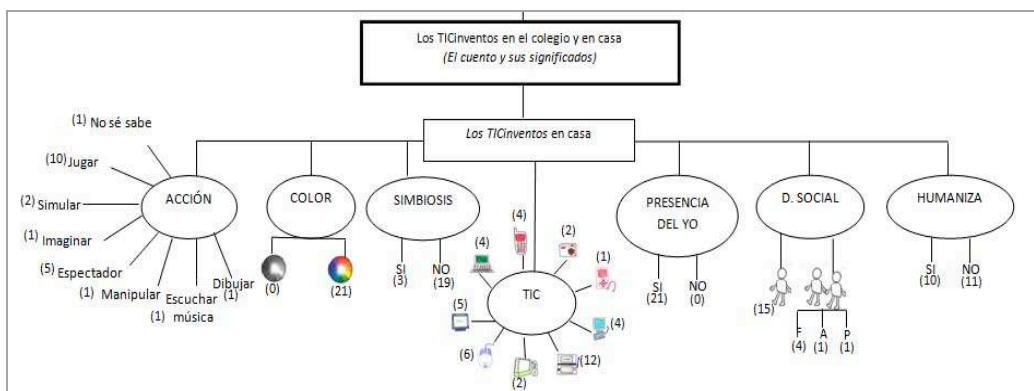 Los TICinventos en el colegio y en casa
(El cuento y sus significados)
Los TICinventos en casa
(1) No sé sabe
(10) Jugar
(2) Simular
(1) Imaginar
(5) Espectador
(1) Manipular
(1) Escuchar
música
Dibujar
(1)
ACCIÓN
COLOR
(0)
(21)
SIMBIOSIS
SI
(3)
NO
(19)
TIC
(4)
(4)
(2)
(1)
(5)
(4)
(6)
(2)
(12)
PRESENCIA
DEL YO
SI
(21)
NO
(0)
D. SOCIAL
(15)
F
(4)
A
(1)
P
(1)
HUMANIZA
SI
(10)
NO
(11)